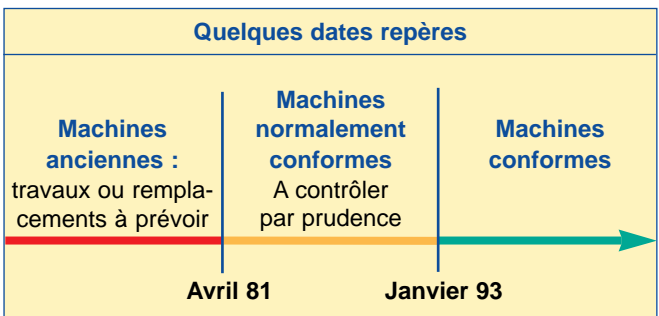 Quelques dates repères
Machines
anciennes :
travaux ou rempla-
cements à prévoir
Machines
normalement
conformes
A contrôler
par prudence
Machines
conformes
Avril 81
Janvier 93